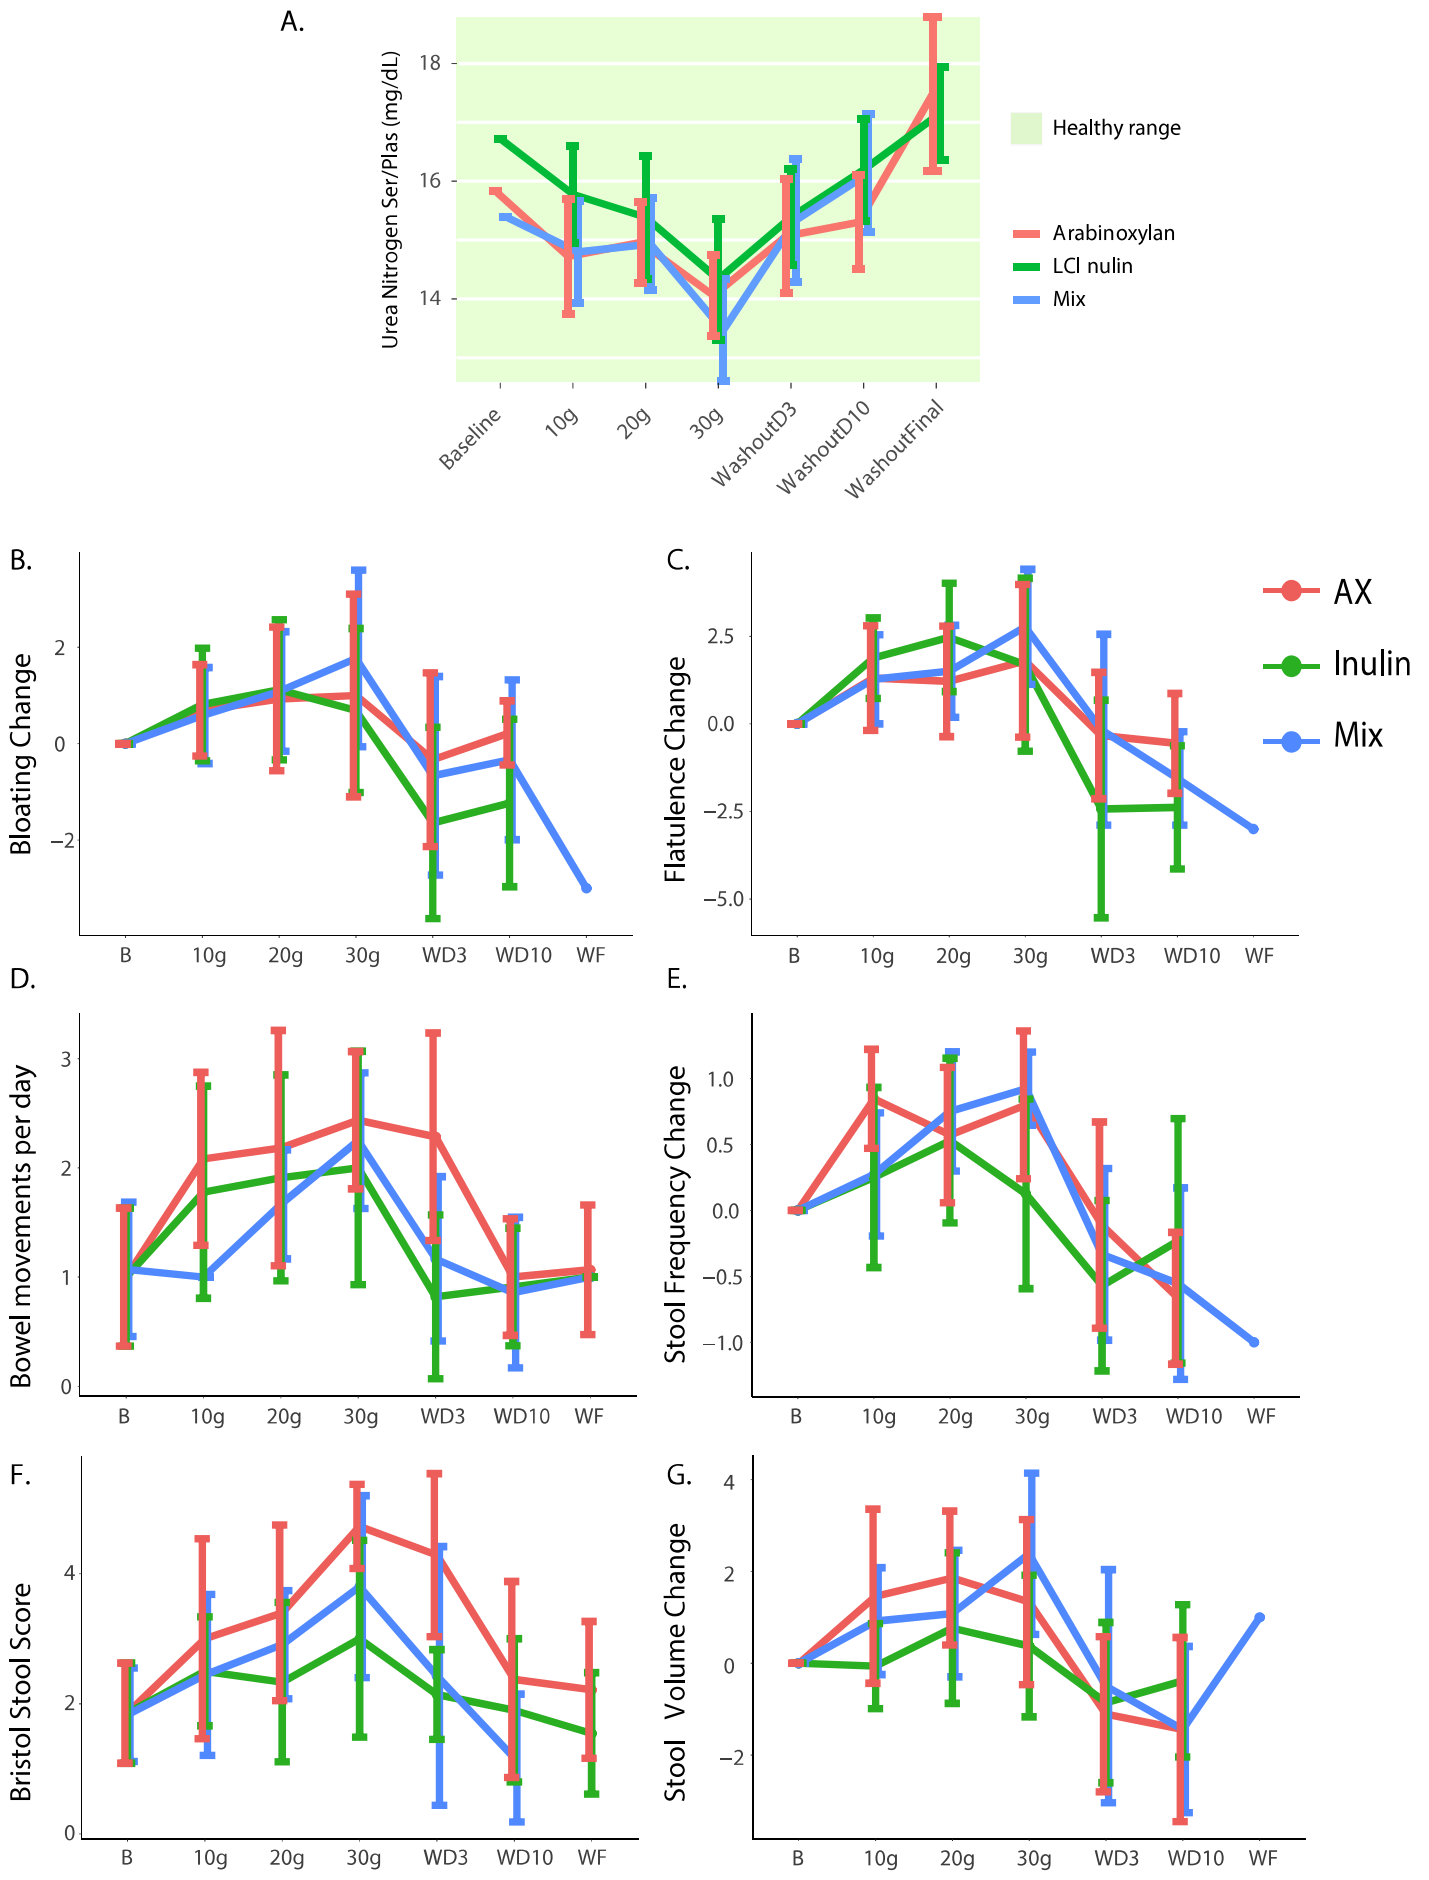 A.
Urea Nitrogen Ser/Plas (mg/dL)
18
16
14
Baseline
10g
20g
30g
WashoutD3
WashoutD10
WashoutFinal
Healthy range
Arabinoxylan
LCl nulin
Mix
B.
Bloating Change
2
0
−2
B 10g 20g 30g WD3 WD10 WF
C.
Flatulence Change
2.5
0.0
−2.5
−5.0
B 10g 20g 30g WD3 WD10 WF
AX
Inulin
Mix
D.
Bowel movements per day
3
2
1
0
B 10g 20g 30g WD3 WD10 WF
E.
Stool Frequency Change
1.0
0.5
0.0
−0.5
−1.0
B 10g 20g 30g WD3 WD10 WF
F.
Bristol Stool Score
4
2
0
B 10g 20g 30g WD3 WD10 WF
G.
Stool Volume Change
4
2
0
−2
B 10g 20g 30g WD3 WD10 WF